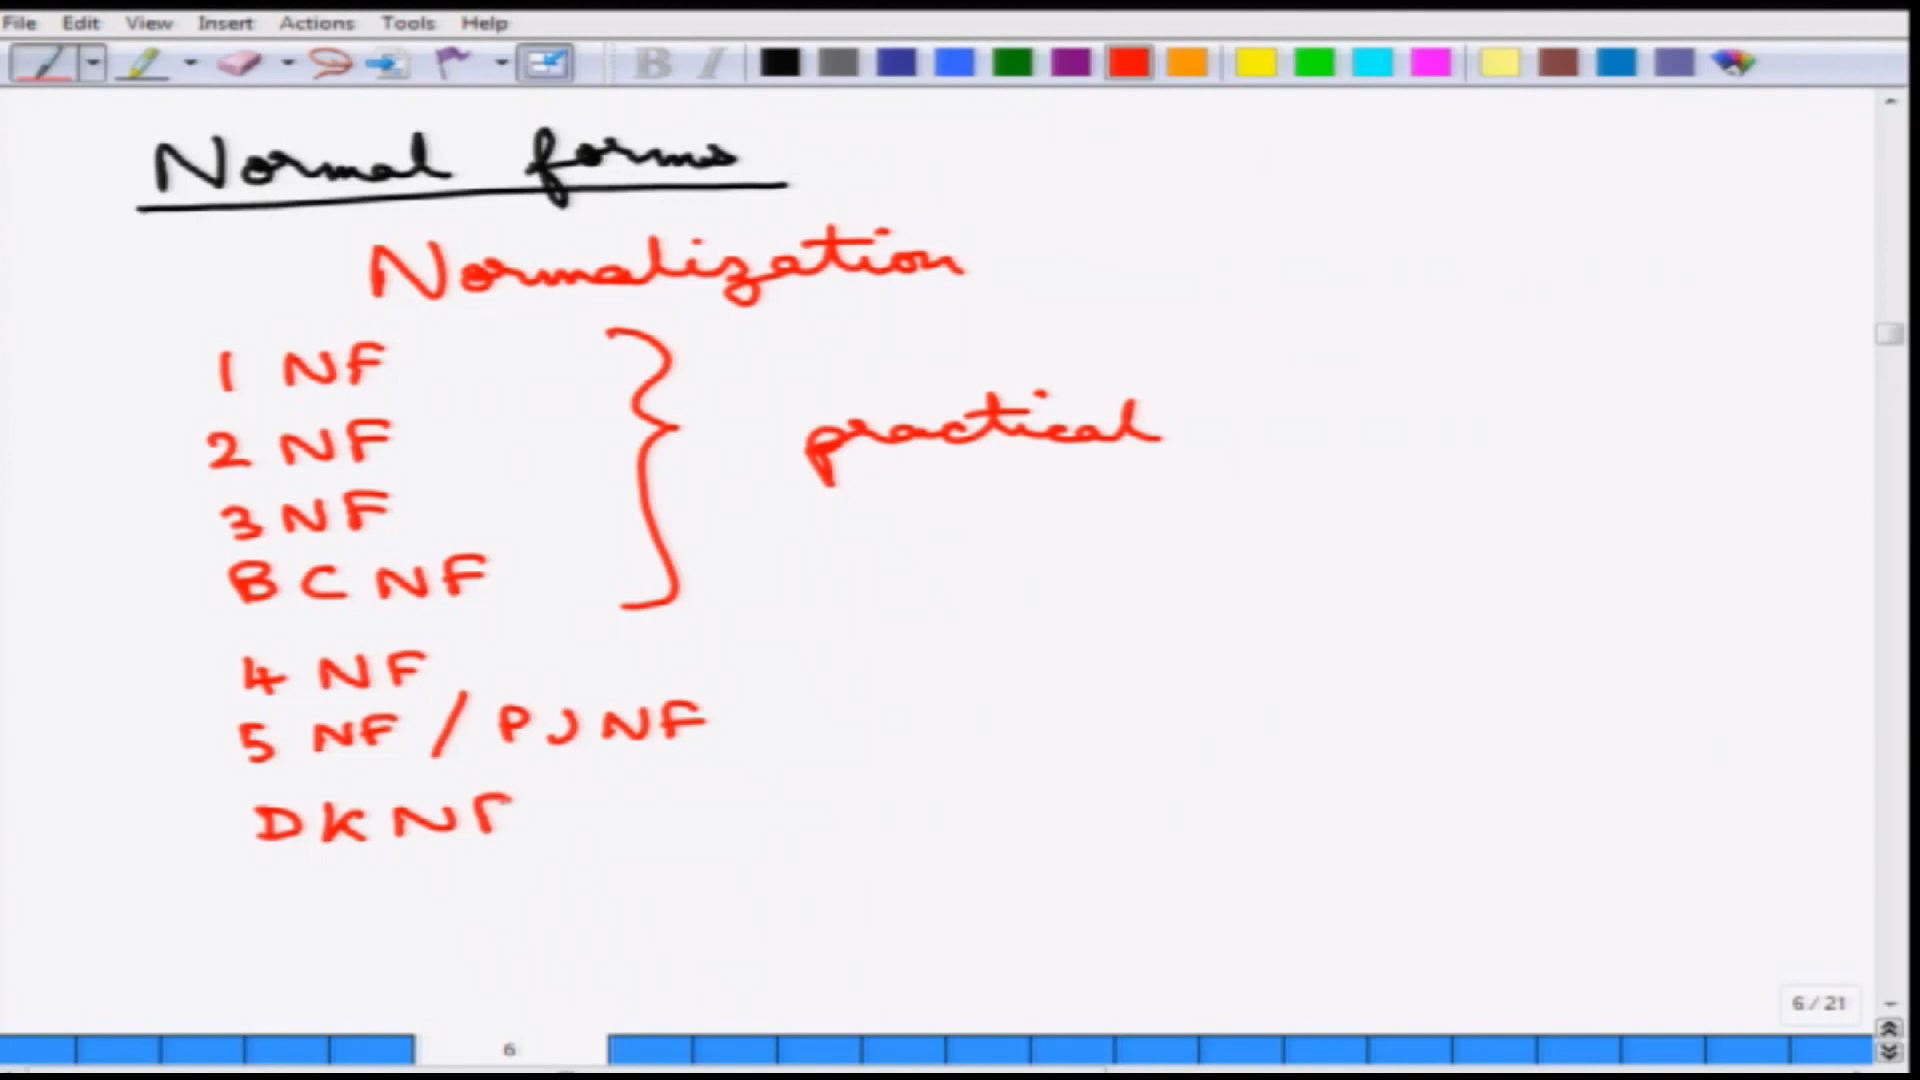 File Edit View Insert Actions Tools Help
B I
Normal forms
Normalization
1 NF
2 NF
3 NF
practical
BCNF
4 NF
5 NF / PJNF
DKNF
6 / 21
6